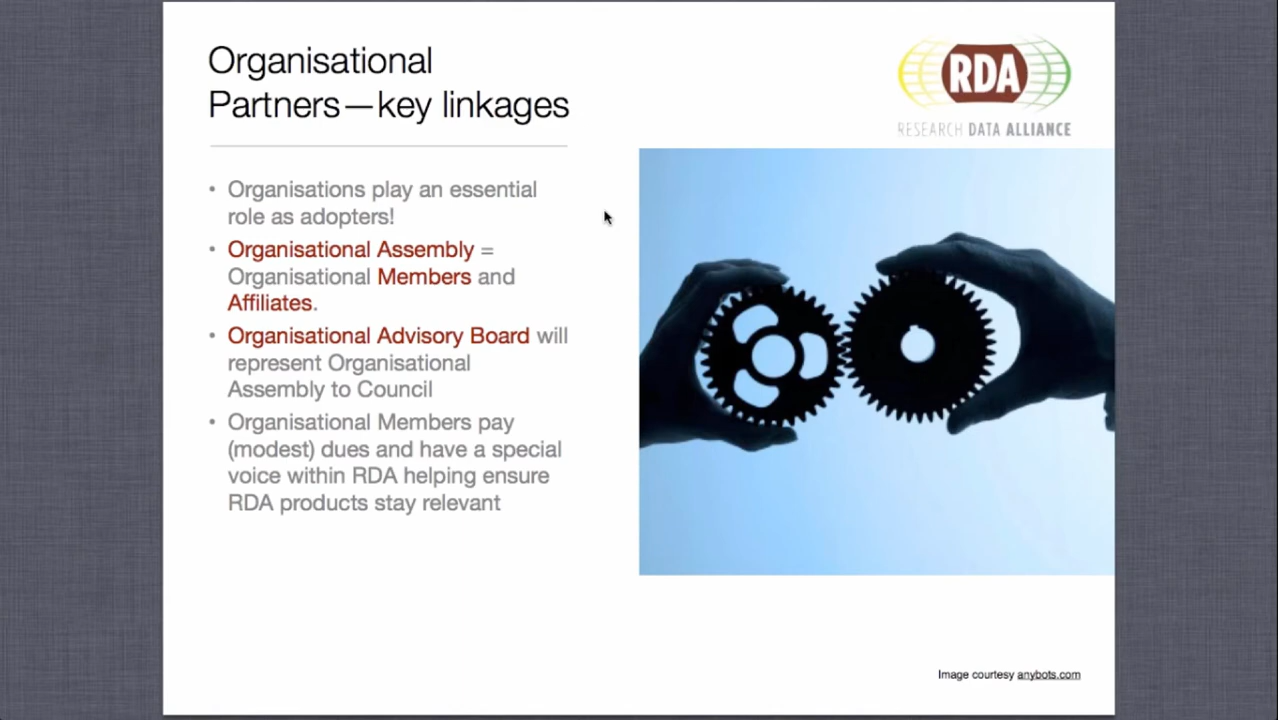 Organisational
Partners—key linkages
RDA
RESEARCH DATA ALLIANCE
• Organisations play an essential
role as adopters!
• Organisational Assembly =
Organisational Members and
Affiliates.
• Organisational Advisory Board will
represent Organisational
Assembly to Council
• Organisational Members pay
(modest) dues and have a special
voice within RDA helping ensure
RDA products stay relevant
Image courtesy anybots.com